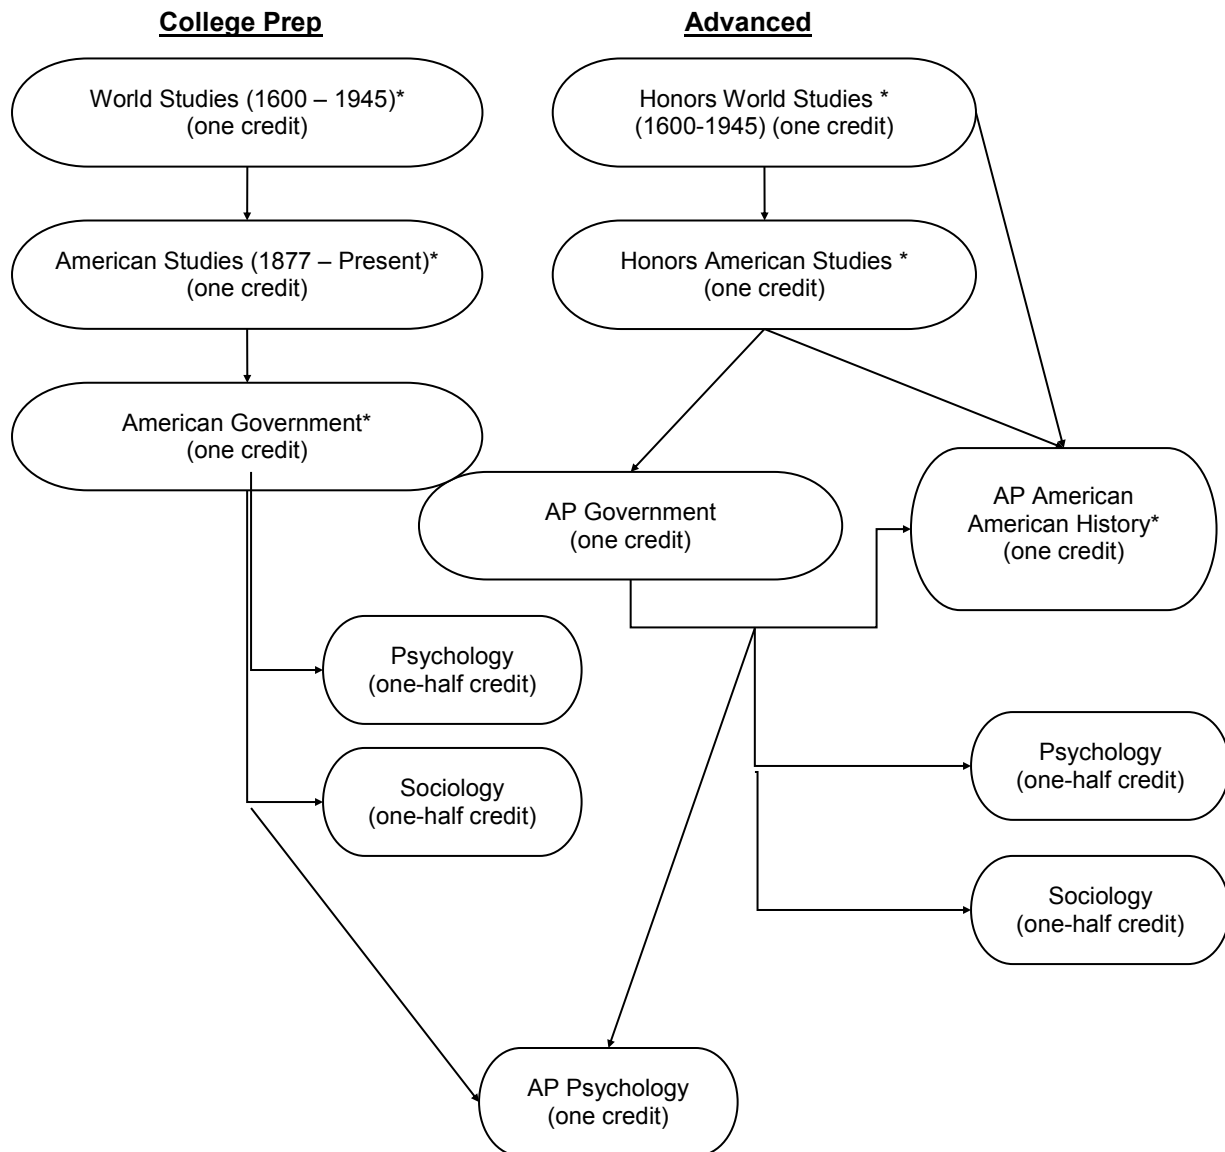 College Prep
World Studies (1600 – 1945)*
(one credit)
American Studies (1877 – Present)*
(one credit)
American Government*
(one credit)
Psychology
(one-half credit)
Sociology
(one-half credit)
Advanced
Honors World Studies *
(1600-1945) (one credit)
Honors American Studies *
(one credit)
AP Government
(one credit)
AP American
American History*
(one credit)
Psychology
(one-half credit)
Sociology
(one-half credit)
AP Psychology
(one credit)